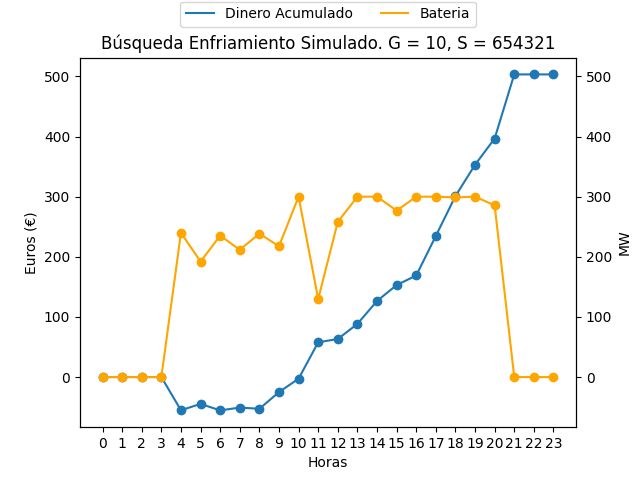 Dinero Acumulado Bateria
Búsqueda Enfriamiento Simulado. G = 10, S = 654321
500 500
400 400
300 300
200 200
100 100
0 0
Euros (€)
MW
0 1 2 3 4 5 6 7 8 9 10 11 12 13 14 15 16 17 18 19 20 21 22 23
Horas